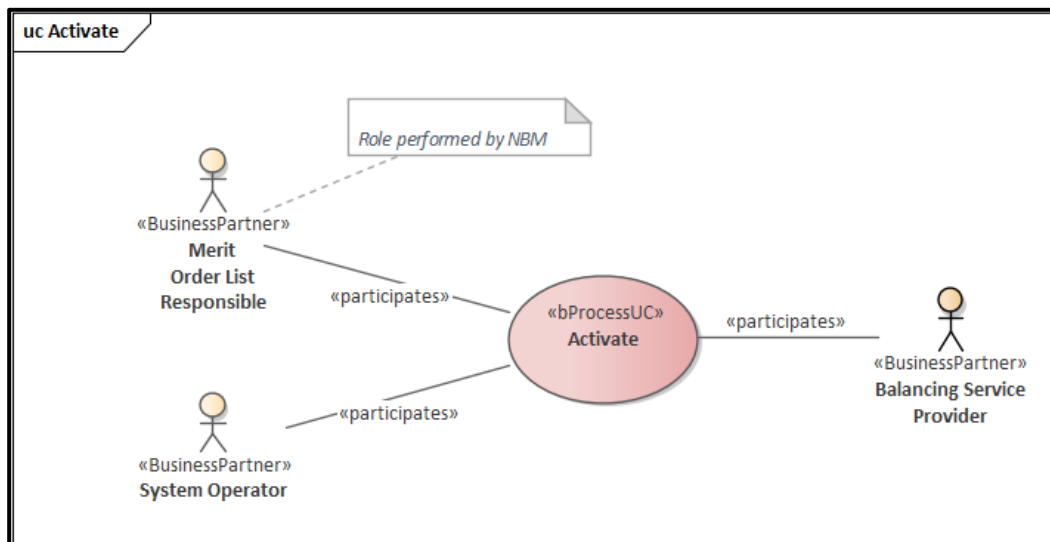 uc Activate
Role performed by NBM
«BusinessPartner»
Merit
Order List
Responsible
«participates»
«bProcessUC»
Activate
«participates»
«BusinessPartner»
Balancing Service
Provider
«participates»
«BusinessPartner»
System Operator